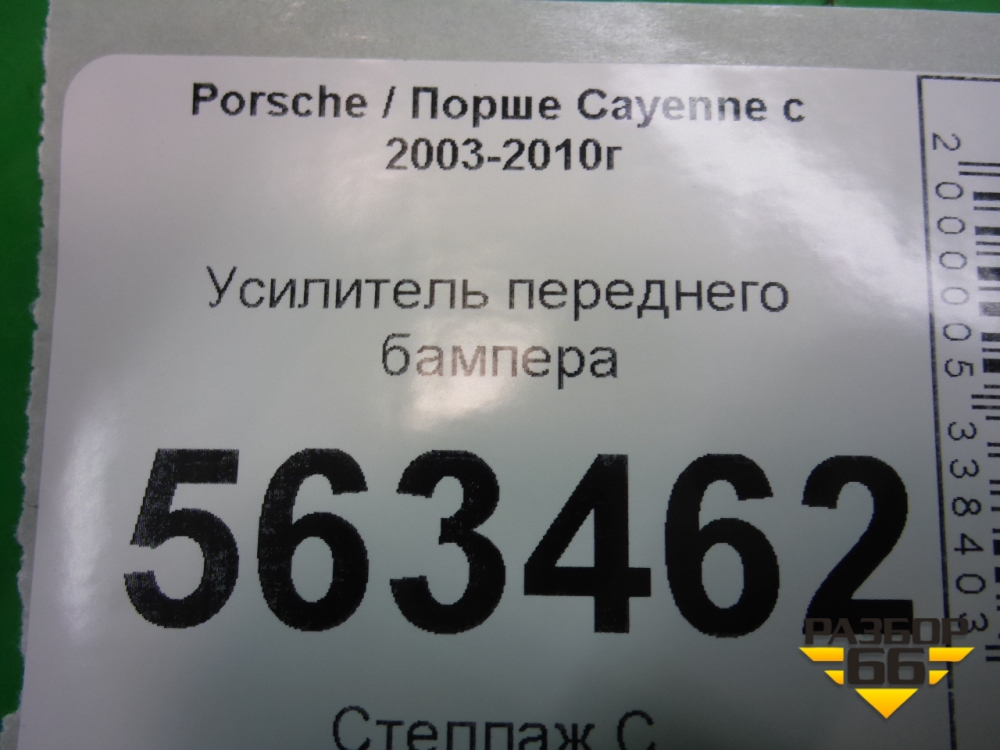 Porsche / Порше Cayenne с
2003-2010г
Усилитель переднего
бампера
563462
Стеллаж С
2000005338403
РАЗБОР
66